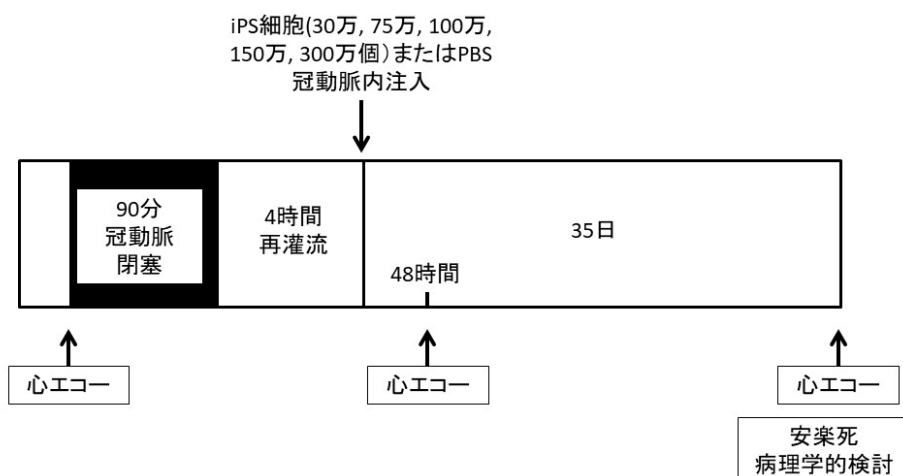 iPS細胞(30万, 75万, 100万,
150万, 300万個)またはPBS
冠動脈内注入
90分
冠動脈
閉塞
4時間
再灌流
48時間
35日
心エコー
心エコー
心エコー
安楽死
病理学的検討